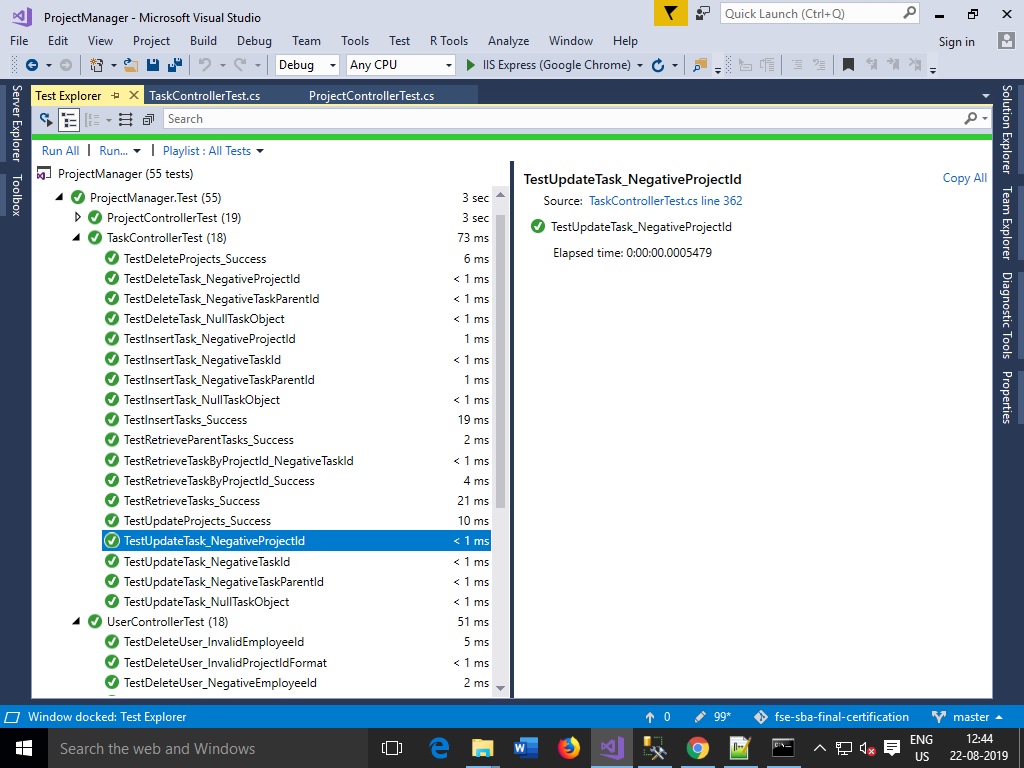 ProjectManager - Microsoft Visual Studio
Quick Launch (Ctrl+Q)
File Edit View Project Build Debug Team Tools Test R Tools Analyze Window Help
Sign in
Debug Any CPU IIS Express (Google Chrome)
Server Explorer
Toolbox
Test Explorer TaskControllerTest.cs ProjectControllerTest.cs
Search
Run All Run... Playlist : All Tests
ProjectManager (55 tests)
ProjectManager.Test (55) 3 sec
ProjectControllerTest (19) 3 sec
TaskControllerTest (18) 73 ms
TestDeleteProjects_Success 6 ms
TestDeleteTask_NegativeProjectId < 1 ms
TestDeleteTask_NegativeTaskParentId < 1 ms
TestDeleteTask_NullTaskObject < 1 ms
TestInsertTask_NegativeProjectId 1 ms
TestInsertTask_NegativeTaskId < 1 ms
TestInsertTask_NegativeTaskParentId 1 ms
TestInsertTask_NullTaskObject < 1 ms
TestInsertTasks_Success 19 ms
TestRetrieveParentTasks_Success 2 ms
TestRetrieveTaskByProjectId_NegativeTaskId < 1 ms
TestRetrieveTaskByProjectId_Success 4 ms
TestRetrieveTasks_Success 21 ms
TestUpdateProjects_Success 10 ms
TestUpdateTask_NegativeProjectId < 1 ms
TestUpdateTask_NegativeTaskId < 1 ms
TestUpdateTask_NegativeTaskParentId < 1 ms
TestUpdateTask_NullTaskObject < 1 ms
UserControllerTest (18) 51 ms
TestDeleteUser_InvalidEmployeeId 5 ms
TestDeleteUser_InvalidProjectIdFormat < 1 ms
TestDeleteUser_NegativeEmployeeId 2 ms
TestUpdateTask_NegativeProjectId
Copy All
Source: TaskControllerTest.cs line 362
TestUpdateTask_NegativeProjectId
Elapsed time: 0:00:00.0005479
Solution Explorer
Team Explorer
Diagnostic Tools
Properties
Window docked: Test Explorer 0 99* fse-sba-final-certification master
Search the web and Windows
ENG
US
12:44
22-08-2019